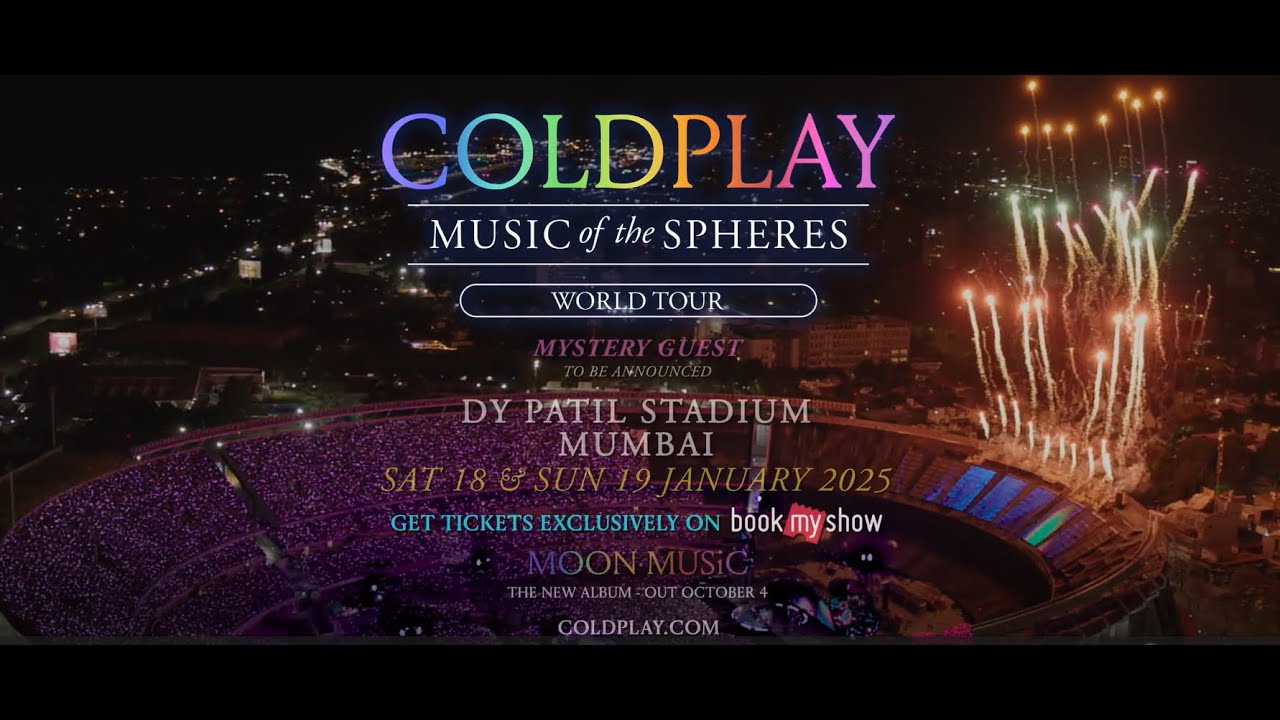 COLDPLAY
MUSIC of the SPHERES
WORLD TOUR
MYSTERY GUEST
TO BE ANNOUNCED
DY PATIL STADIUM
MUMBAI
SAT 18 & SUN 19 JANUARY 2025
GET TICKETS EXCLUSIVELY ON book my show
MOON MUSiC
THE NEW ALBUM - OUT OCTOBER 4
COLDPLAY.COM